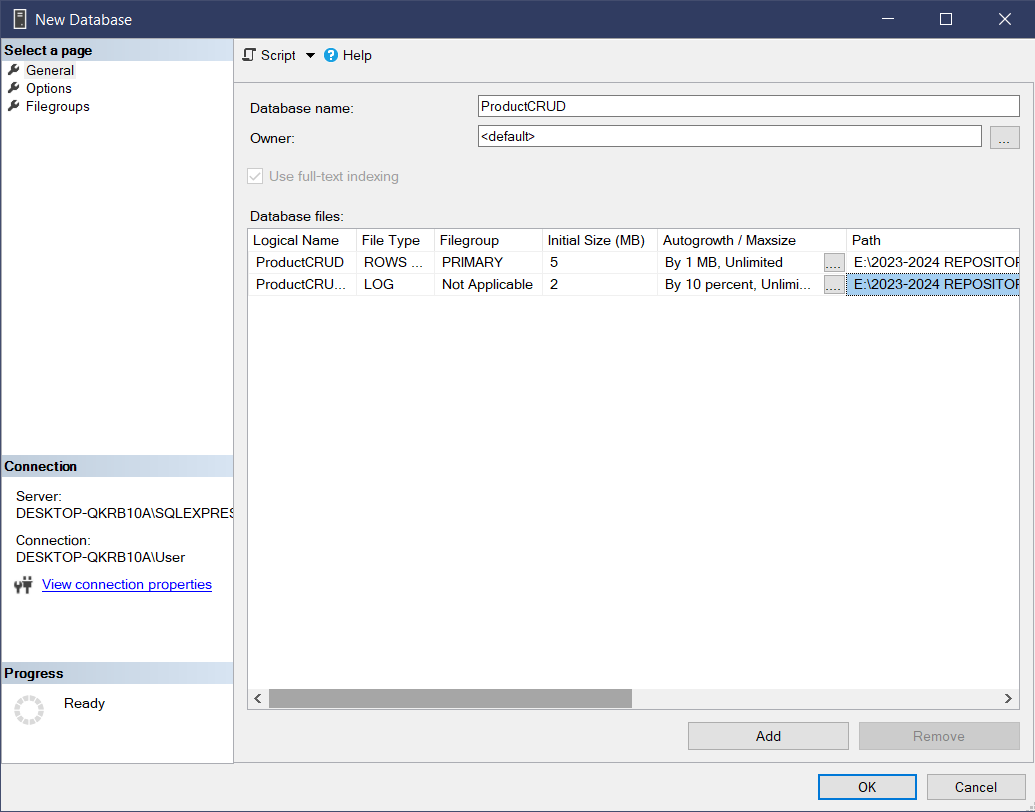 New Database
Select a page
General
Options
Filegroups
Script
Help
Database name:
ProductCRUD
Owner:
<default>
...
Use full-text indexing
Database files:
Logical Name File Type Filegroup Initial Size (MB) Autogrowth / Maxsize Path
ProductCRUD ROWS ... PRIMARY 5 By 1 MB, Unlimited .... E:\2023-2024 REPOSITOR
ProductCRU... LOG Not Applicable 2 By 10 percent, Unlimi... .... E:\2023-2024 REPOSITOR
Connection
Server:
DESKTOP-QKRB10A\SQLEXPRES
Connection:
DESKTOP-QKRB10A\User
View connection properties
Progress
Ready
Add
Remove
OK
Cancel